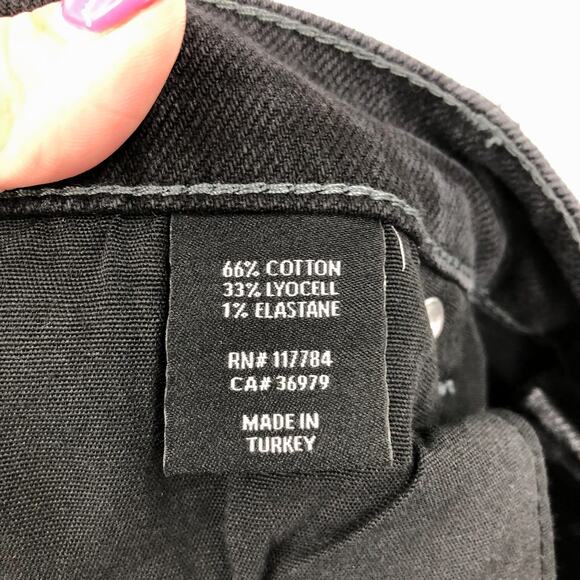 66% COTTON
33% LYOCELL
1% ELASTANE
RN# 117784
CA# 36979
MADE IN
TURKEY